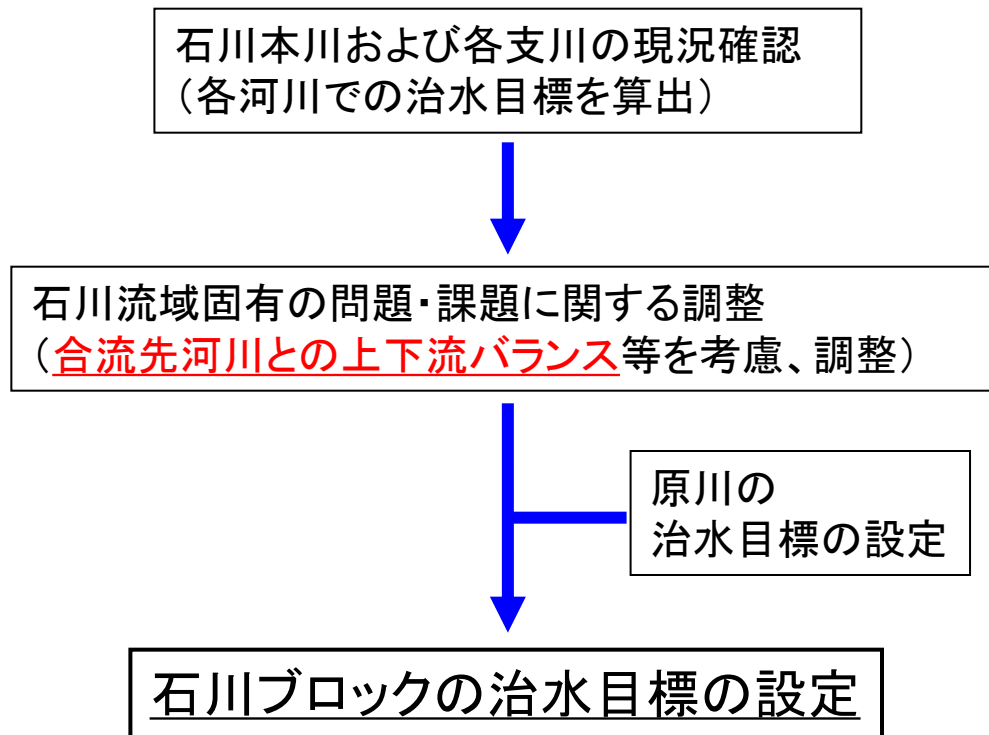 石川本川および各支川の現況確認
（各河川での治水目標を算出）
石川流域固有の問題・課題に関する調整
（合流先河川との上下流バランス等を考慮、調整）
原川の
治水目標の設定
石川ブロックの治水目標の設定